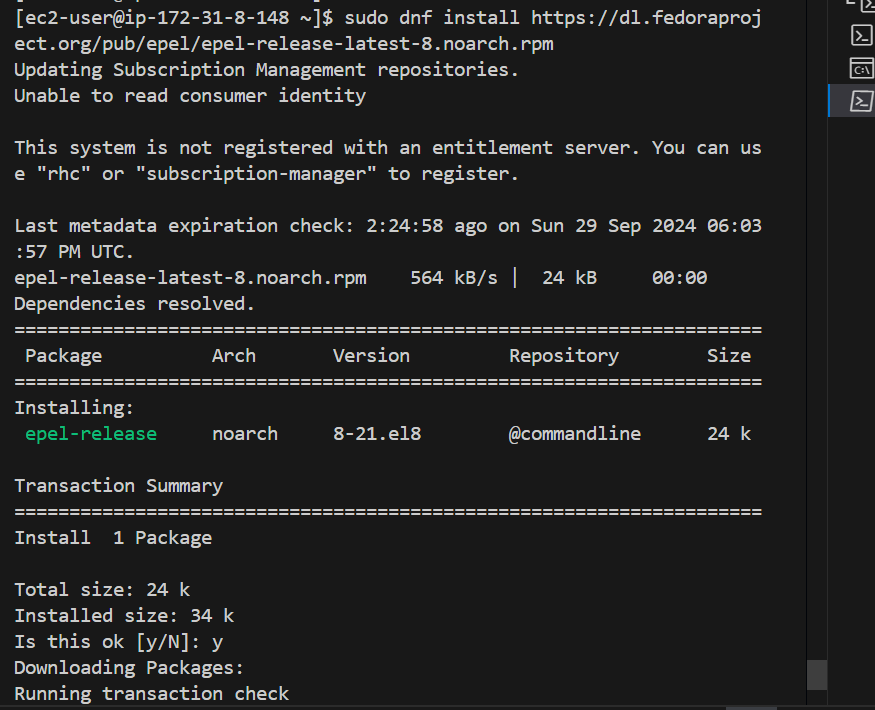 [ec2-user@ip-172-31-8-148 ~]$ sudo dnf install https://dl.fedoraproj
ect.org/pub/epel/epel-release-latest-8.noarch.rpm
Updating Subscription Management repositories.
Unable to read consumer identity

This system is not registered with an entitlement server. You can us
e "rhc" or "subscription-manager" to register.

Last metadata expiration check: 2:24:58 ago on Sun 29 Sep 2024 06:03
:57 PM UTC.
epel-release-latest-8.noarch.rpm    564 kB/s |  24 kB     00:00
Dependencies resolved.
====================================================================
 Package          Arch       Version         Repository        Size
====================================================================
Installing:
 epel-release     noarch     8-21.el8        @commandline      24 k

Transaction Summary
====================================================================
Install  1 Package

Total size: 24 k
Installed size: 34 k
Is this ok [y/N]: y
Downloading Packages:
Running transaction check